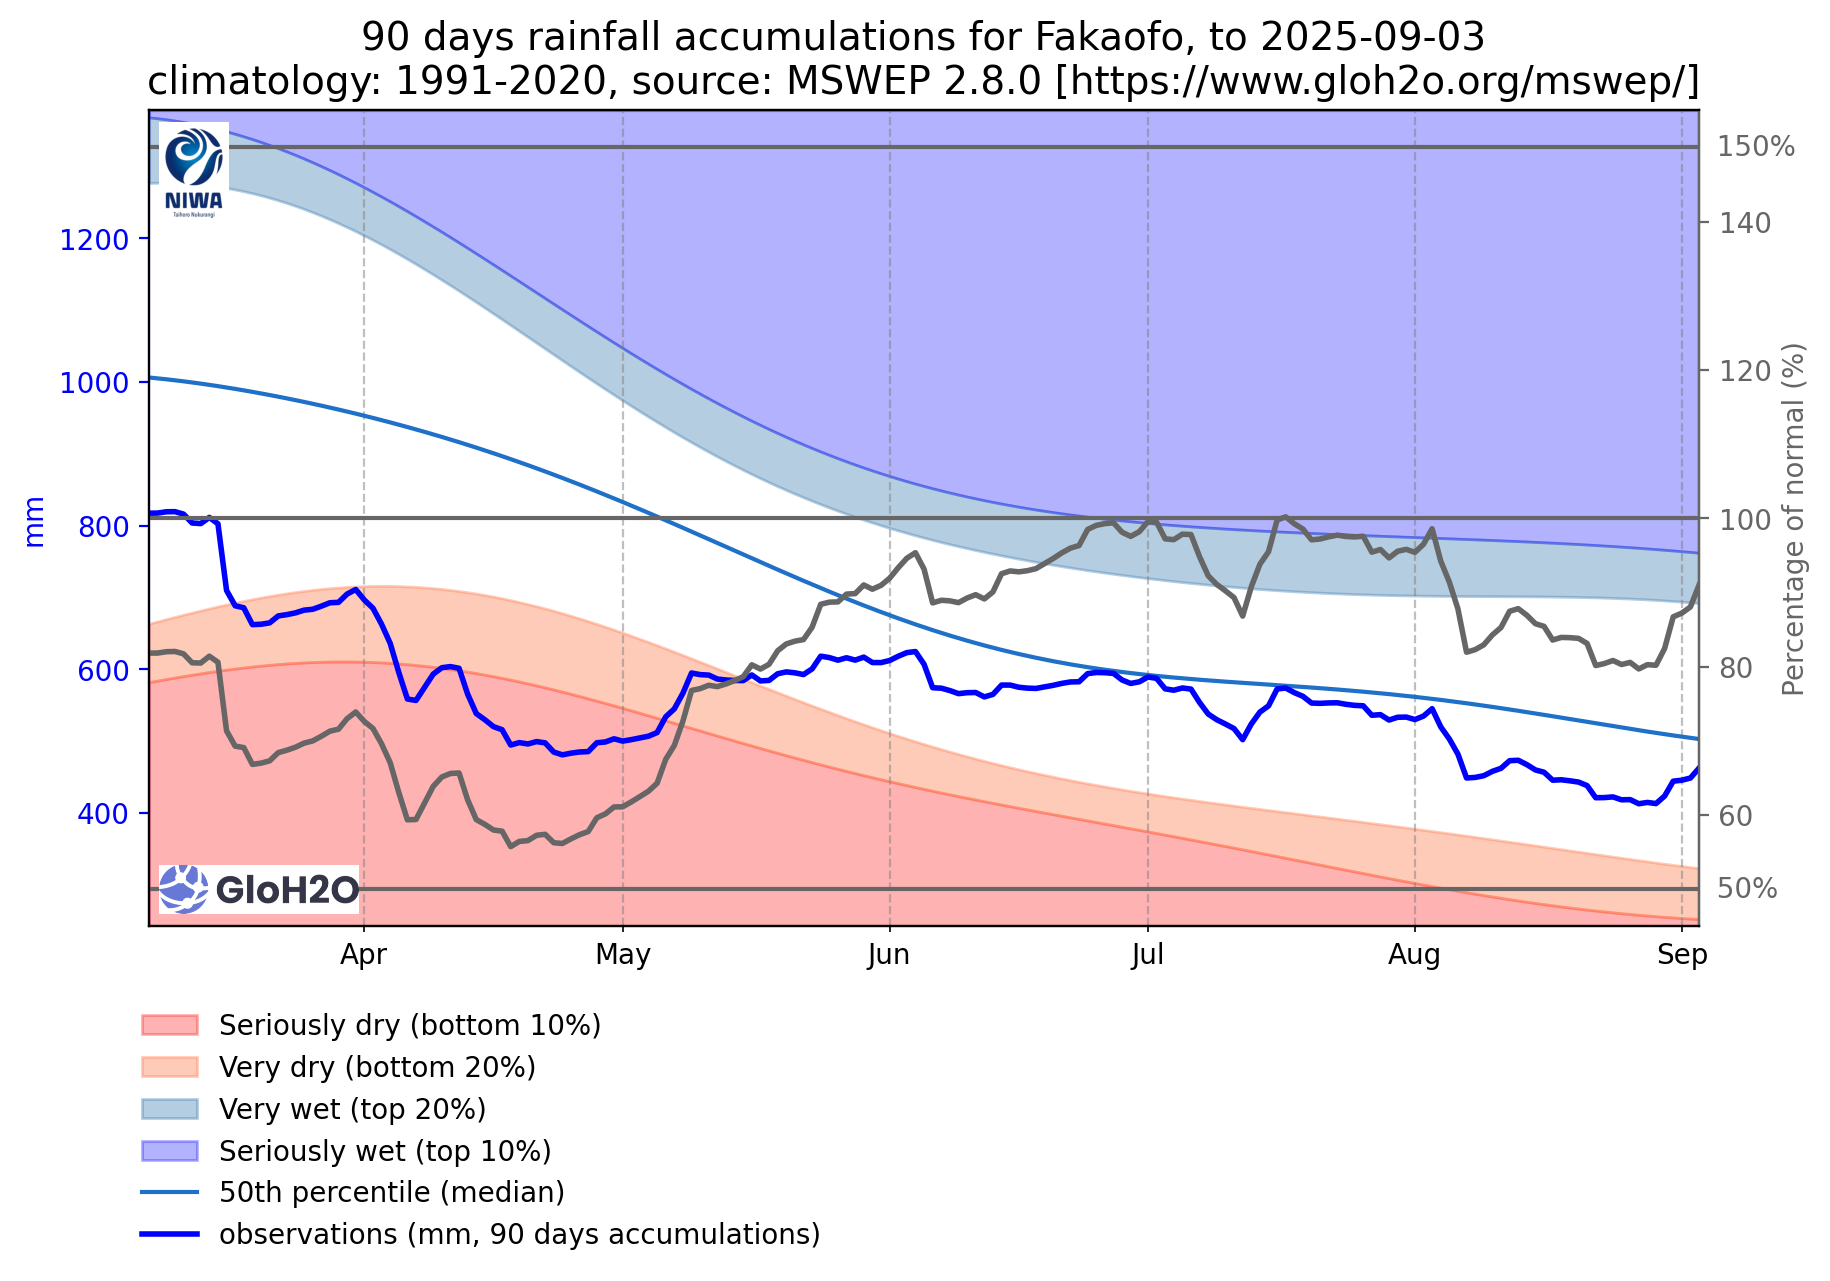 90 days rainfall accumulations for Fakaofo, to 2025-09-03
climatology: 1991-2020, source: MSWEP 2.8.0 [https://www.gloh2o.org/mswep/]
NIWA
Taihoro Nukurangi
1200
1000
800
600
400
mm
150%
140
120
100
80
60
50%
Percentage of normal (%)
GloH2O
Apr
May
Jun
Jul
Aug
Sep
Seriously dry (bottom 10%)
Very dry (bottom 20%)
Very wet (top 20%)
Seriously wet (top 10%)
50th percentile (median)
observations (mm, 90 days accumulations)